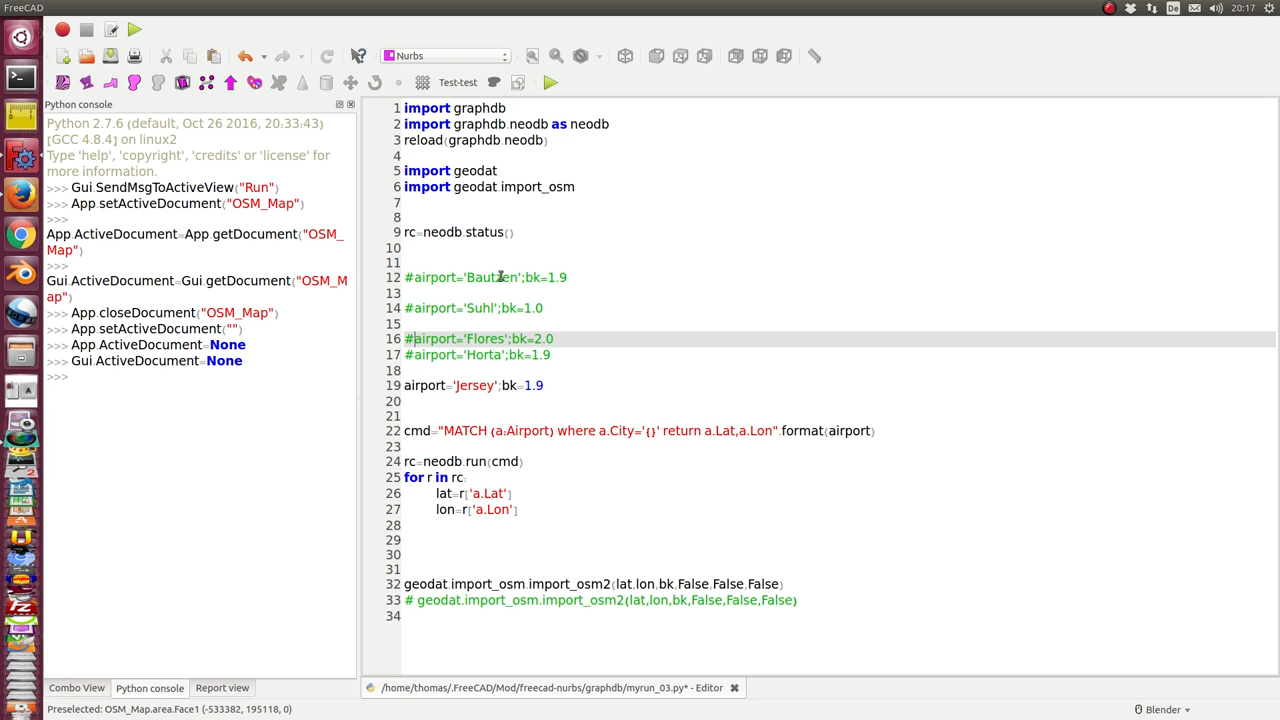 FreeCAD
De
20:17
Nurbs
Test-test
Python console
Python 2.7.6 (default, Oct 26 2016, 20:33:43)
[GCC 4.8.4] on linux2
Type 'help', 'copyright', 'credits' or 'license' for
more information.
>>> Gui.SendMsgToActiveView("Run")
>>> App.setActiveDocument("OSM_Map")
>>>
App.ActiveDocument=App.getDocument("OSM_
Map")
>>>
Gui.ActiveDocument=Gui.getDocument("OSM_M
ap")
>>> App.closeDocument("OSM_Map")
>>> App.setActiveDocument("")
>>> App.ActiveDocument=None
>>> Gui.ActiveDocument=None
>>>
1 import graphdb
2 import graphdb.neodb as neodb
3 reload(graphdb.neodb)
4
5 import geodat
6 import geodat.import_osm
7
8
9 rc=neodb.status()
10
11
12 #airport='Bautzen';bk=1.9
13
14 #airport='Suhl';bk=1.0
15
16 #airport='Flores';bk=2.0
17 #airport='Horta';bk=1.9
18
19 airport='Jersey';bk=1.9
20
21
22 cmd="MATCH (a:Airport) where a.City='{}' return a.Lat,a.Lon".format(airport)
23
24 rc=neodb.run(cmd)
25 for r in rc:
26 lat=r['a.Lat']
27 lon=r['a.Lon']
28
29
30
31
32 geodat.import_osm.import_osm2(lat,lon,bk,False,False,False)
33 # geodat.import_osm.import_osm2(lat,lon,bk,False,False,False)
34
Combo View
Python console
Report view
/home/thomas/.FreeCAD/Mod/freecad-nurbs/graphdb/myrun_03.py* - Editor
Preselected: OSM_Map.area.Face1 (-533382, 195118, 0)
Blender